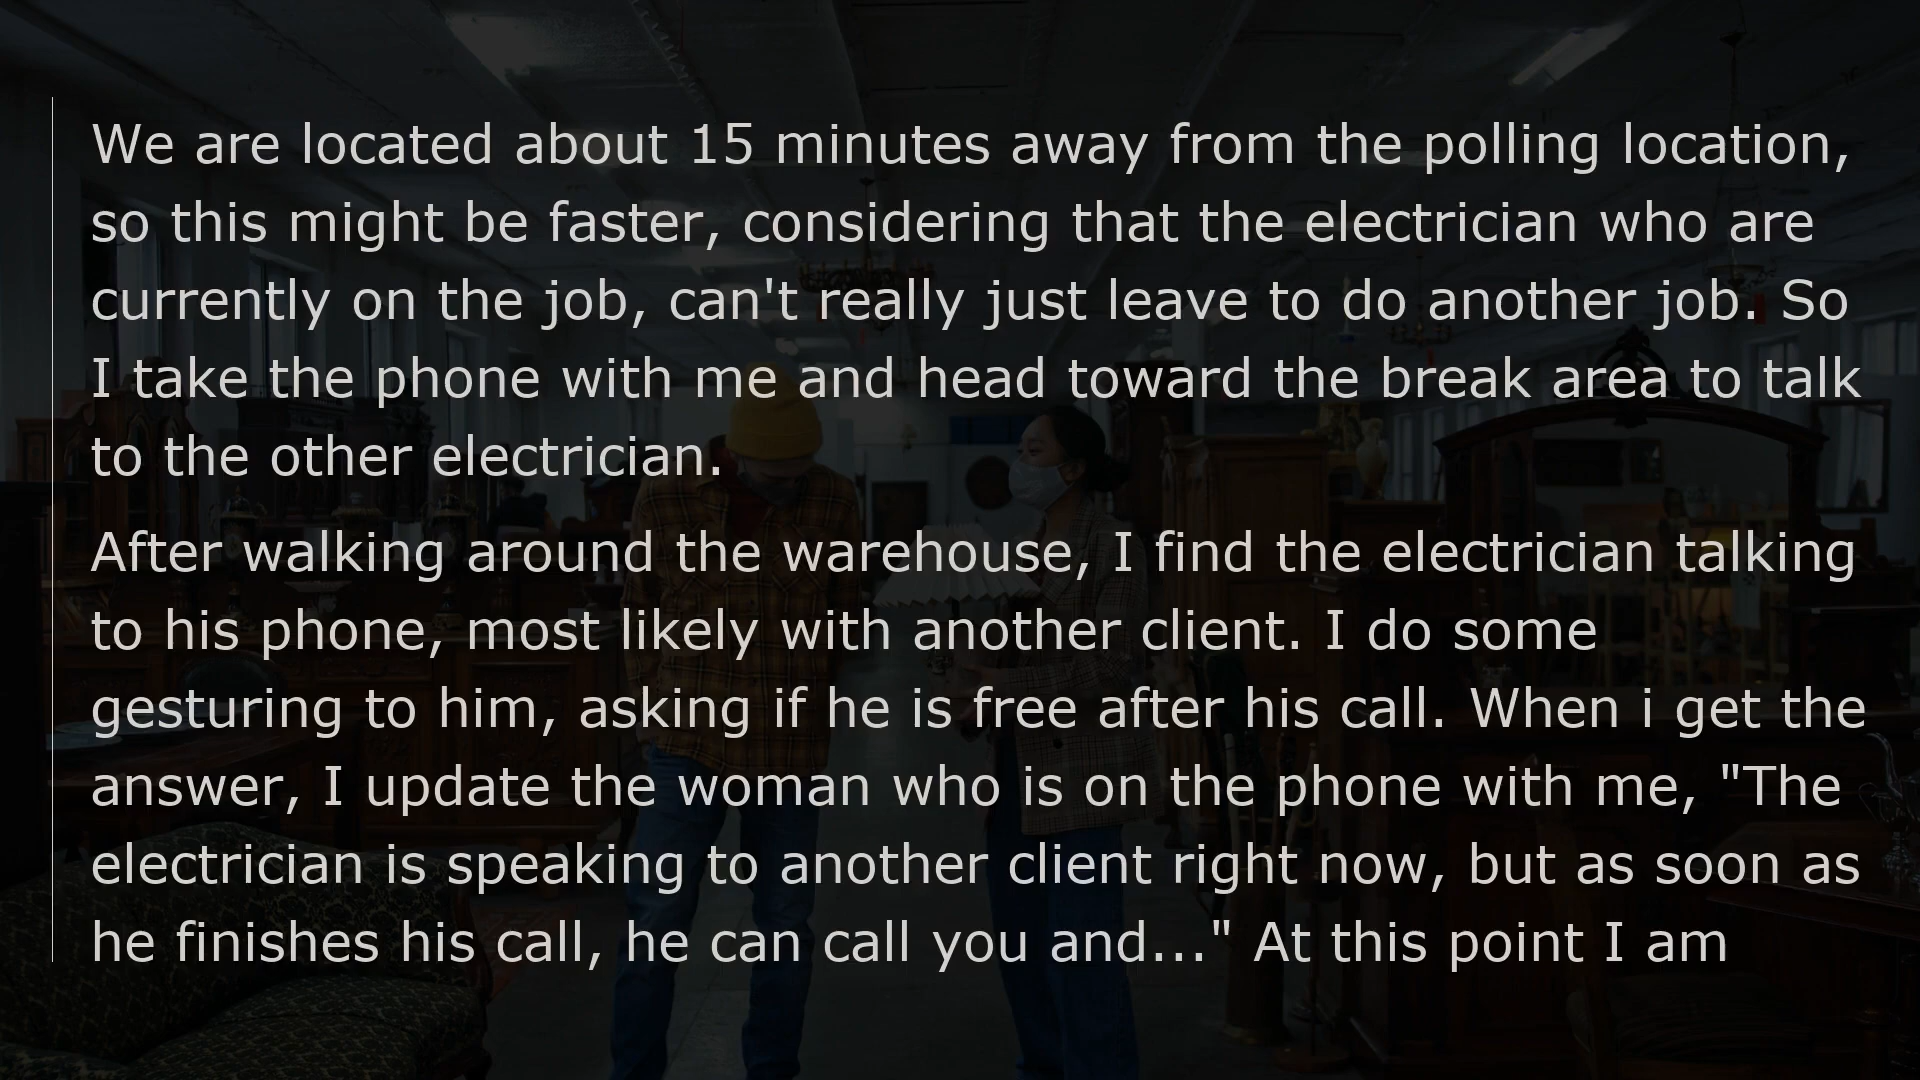 We are located about 15 minutes away from the polling location,
so this might be faster, considering that the electrician who are
currently on the job, can't really just leave to do another job. So
I take the phone with me and head toward the break area to talk
to the other electrician.
After walking around the warehouse, I find the electrician talking
to his phone, most likely with another client. I do some
gesturing to him, asking if he is free after his call. When i get the
answer, I update the woman who is on the phone with me, "The
electrician is speaking to another client right now, but as soon as
he finishes his call, he can call you and..." At this point I am